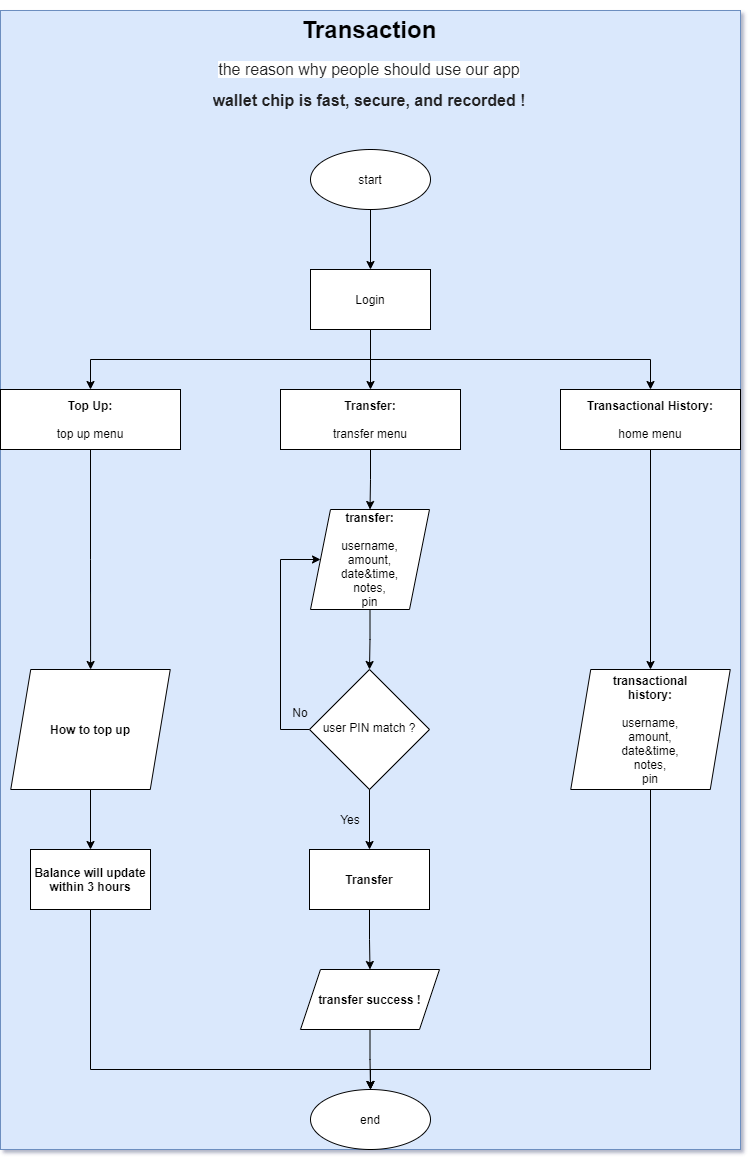 Transaction
the reason why people should use our app
wallet chip is fast, secure, and recorded !
start
Login
Top Up:
top up menu
Transfer:
transfer menu
Transactional History:
home menu
transfer:
username,
amount,
date&time,
notes,
pin
How to top up
No
user PIN match ?
transactional
history:
username,
amount,
date&time,
notes,
pin
Yes
Balance will update
within 3 hours
Transfer
transfer success !
end